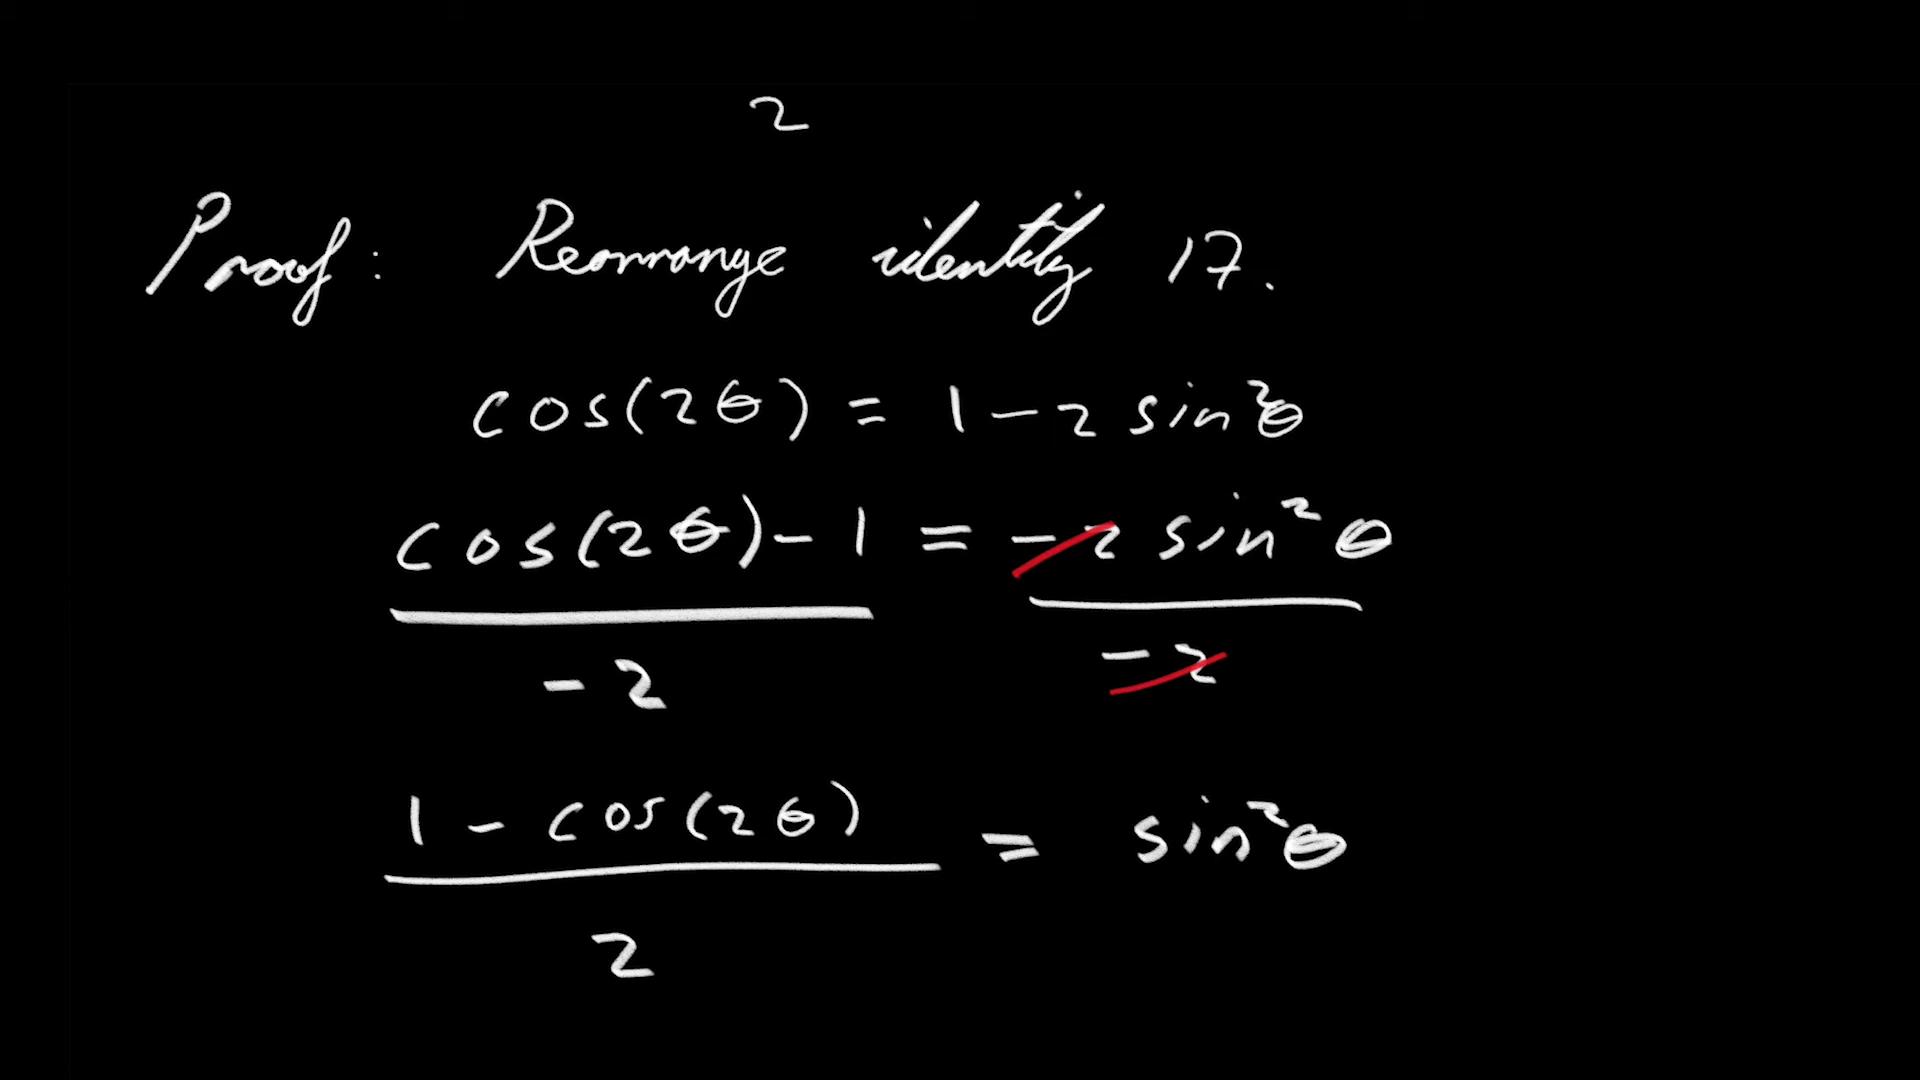 2
Proof: Rearrange identity 17.
cos(2θ) = 1 - 2 sin²θ
cos(2θ) - 1 = -2 sin²θ
-2 -2
1 - cos(2θ) = sin²θ
2